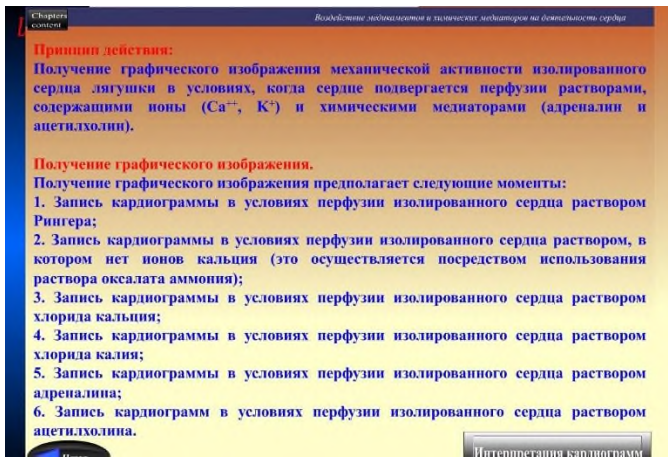 Chapters
content
Воздействие медикаментов и химических медиаторов на деятельность сердца
Принцип действия:
Получение графического изображения механической активности изолированного
сердца лягушки в условиях, когда сердце подвергается перфузии растворами,
содержащими ионы (Ca⁺⁺, K⁺) и химическими медиаторами (адреналин и
ацетилхолин).
Получение графического изображения.
Получение графического изображения предполагает следующие моменты:
1. Запись кардиограммы в условиях перфузии изолированного сердца раствором
Рингера;
2. Запись кардиограммы в условиях перфузии изолированного сердца раствором, в
котором нет ионов кальция (это осуществляется посредством использования
раствора оксалата аммония);
3. Запись кардиограммы в условиях перфузии изолированного сердца раствором
хлорида кальция;
4. Запись кардиограммы в условиях перфузии изолированного сердца раствором
хлорида калия;
5. Запись кардиограммы в условиях перфузии изолированного сердца раствором
адреналина;
6. Запись кардиограмм в условиях перфузии изолированного сердца раствором
ацетилхолина.
Интерпретация кардиограмм